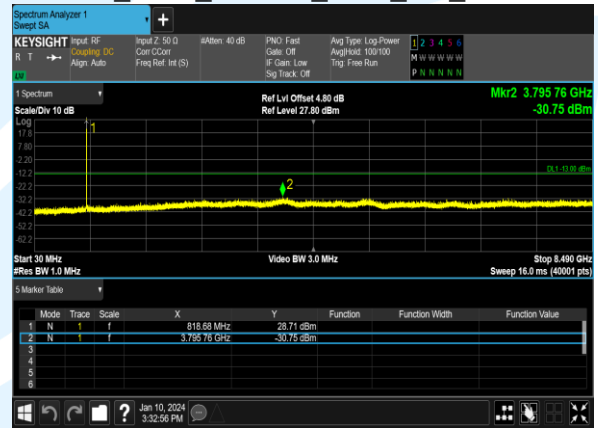 Spectrum Analyzer 1
Swept SA
+
KEYSIGHT Input: RF Input Z: 50 Ω #Atten: 40 dB PNO: Fast Avg Type: Log-Power 1 2 3 4 5 6
R T Coupling: DC Corr CCorr Gate: Off Avg|Hold: 100/100 M W W W W W
Align: Auto Freq Ref: Int (S) IF Gain: Low Trig: Free Run P N N N N N
LXI Sig Track: Off
1 Spectrum Ref Lvl Offset 4.80 dB Mkr2 3.795 76 GHz
Scale/Div 10 dB Ref Level 27.80 dBm -30.75 dBm
Log
17.8
7.80
-2.20
-12.2
-22.2
-32.2
-42.2
-52.2
-62.2
1
DL1 -13.00 dBm
2
Start 30 MHz Video BW 3.0 MHz Stop 8.490 GHz
#Res BW 1.0 MHz Sweep 16.0 ms (40001 pts)
5 Marker Table
Mode Trace Scale X Y Function Function Width Function Value
1 N 1 f 818.68 MHz 28.71 dBm
2 N 1 f 3.795 76 GHz -30.75 dBm
3
4
5
6
? Jan 10, 2024
3:32:56 PM